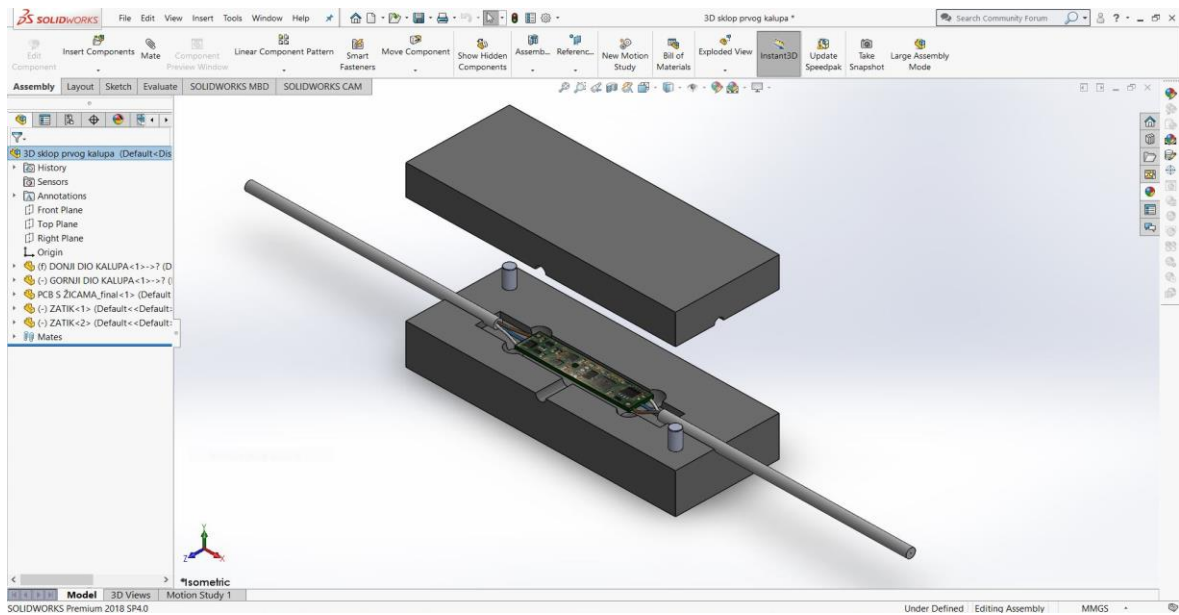 SOLIDWORKS File Edit View Insert Tools Window Help 3D sklop prvog kalupa * Search Community Forum
Edit Component Insert Components Mate Component Preview Window Linear Component Pattern Smart Fasteners Move Component Show Hidden Components Assemb... Referenc... New Motion Study Bill of Materials Exploded View Instant3D Update Speedpak Take Snapshot Large Assembly Mode
Assembly Layout Sketch Evaluate SOLIDWORKS MBD SOLIDWORKS CAM
3D sklop prvog kalupa (Default<Dis
History
Sensors
Annotations
Front Plane
Top Plane
Right Plane
Origin
(f) DONJI DIO KALUPA<1>->? (D
(-) GORNJI DIO KALUPA<1>->? (
PCB S ŽICAMA_final<1> (Default
(-) ZATIK<1> (Default<<Default:
(-) ZATIK<2> (Default<<Default:
Mates
Y
Z X
*Isometric
Model 3D Views Motion Study 1
SOLIDWORKS Premium 2018 SP4.0 Under Defined Editing Assembly MMGS